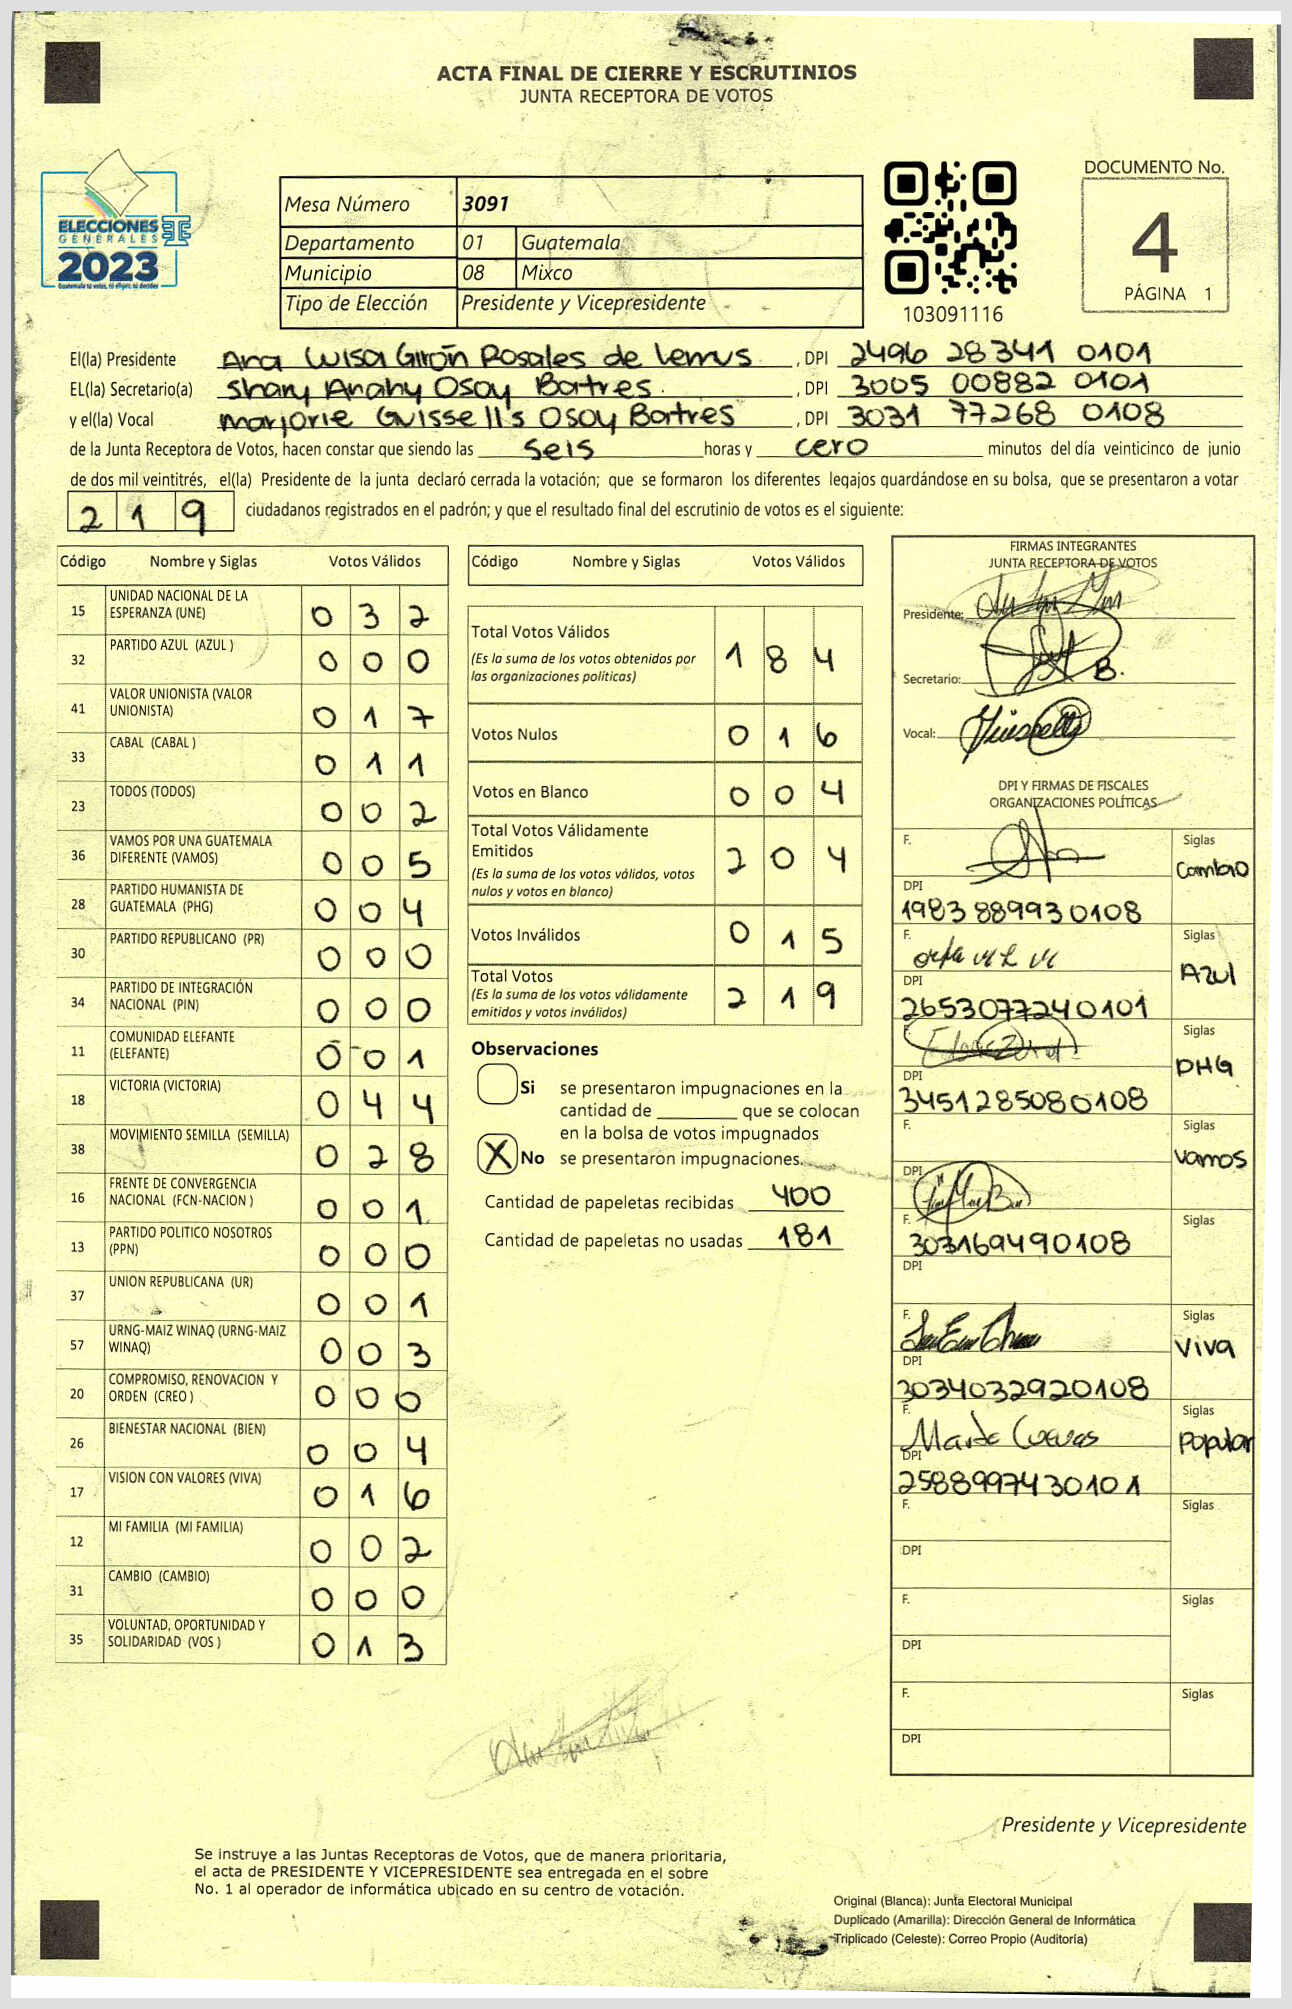 ACTA FINAL DE CIERRE Y ESCRUTINIOS
JUNTA RECEPTORA DE VOTOS
ELECCIONES
GENERALES
2023
Mesa Número 3091
Departamento 01 Guatemala
Municipio 08 Mixco
Tipo de Elección Presidente y Vicepresidente
103091116
DOCUMENTO No.
4
PÁGINA 1
El(la) Presidente Ana Luisa Girón Rosales de Lemus, DPI 2496 28341 0101
EL(la) Secretario(a) Shany Anahy Osoy Batres., DPI 3005 00882 0101
y el(la) Vocal Marjorie Guissell's Osoy Batres, DPI 3031 77268 0108
de la Junta Receptora de Votos, hacen constar que siendo las seis horas y cero minutos del día veinticinco de junio
de dos mil veintitrés, el(la) Presidente de la junta declaró cerrada la votación; que se formaron los diferentes legajos guardándose en su bolsa, que se presentaron a votar
219 ciudadanos registrados en el padrón; y que el resultado final del escrutinio de votos es el siguiente:
Código Nombre y Siglas Votos Válidos
15 UNIDAD NACIONAL DE LA ESPERANZA (UNE) 0 3 2
32 PARTIDO AZUL (AZUL ) 0 0 0
41 VALOR UNIONISTA (VALOR UNIONISTA) 0 1 7
33 CABAL (CABAL ) 0 1 1
23 TODOS (TODOS) 0 0 2
36 VAMOS POR UNA GUATEMALA DIFERENTE (VAMOS) 0 0 5
28 PARTIDO HUMANISTA DE GUATEMALA (PHG) 0 0 4
30 PARTIDO REPUBLICANO (PR) 0 0 0
34 PARTIDO DE INTEGRACIÓN NACIONAL (PIN) 0 0 0
11 COMUNIDAD ELEFANTE (ELEFANTE) 0 0 1
18 VICTORIA (VICTORIA) 0 4 4
38 MOVIMIENTO SEMILLA (SEMILLA) 0 2 8
16 FRENTE DE CONVERGENCIA NACIONAL (FCN-NACION ) 0 0 1
13 PARTIDO POLITICO NOSOTROS (PPN) 0 0 0
37 UNION REPUBLICANA (UR) 0 0 1
57 URNG-MAIZ WINAQ (URNG-MAIZ WINAQ) 0 0 3
20 COMPROMISO, RENOVACION Y ORDEN (CREO ) 0 0 0
26 BIENESTAR NACIONAL (BIEN) 0 0 4
17 VISION CON VALORES (VIVA) 0 1 6
12 MI FAMILIA (MI FAMILIA) 0 0 2
31 CAMBIO (CAMBIO) 0 0 0
35 VOLUNTAD, OPORTUNIDAD Y SOLIDARIDAD (VOS ) 0 1 3
Código Nombre y Siglas Votos Válidos
Total Votos Válidos 1 8 4
(Es la suma de los votos obtenidos por
las organizaciones políticas)
Votos Nulos 0 1 6
Votos en Blanco 0 0 4
Total Votos Válidamente
Emitidos 2 0 4
(Es la suma de los votos válidos, votos
nulos y votos en blanco)
Votos Inválidos 0 1 5
Total Votos 2 1 9
(Es la suma de los votos válidamente
emitidos y votos inválidos)
Observaciones
Si se presentaron impugnaciones en la
cantidad de ________ que se colocan
en la bolsa de votos impugnados
X No se presentaron impugnaciones.
Cantidad de papeletas recibidas 400
Cantidad de papeletas no usadas 181
FIRMAS INTEGRANTES
JUNTA RECEPTORA DE VOTOS
Presidente:
Secretario: B.
Vocal:
DPI Y FIRMAS DE FISCALES
ORGANIZACIONES POLÍTICAS
F. Siglas Cambio
DPI 1983 88993 0108
F. Siglas Azul
DPI 2653077240101
F. Siglas PHG
DPI 3451285080108
F. Siglas Vamos
DPI
F. 303169490108 Siglas
DPI
F. Siglas Viva
DPI 3034032920108
F. Cuevas Siglas Popular
DPI 2588997430101
F. Siglas
DPI
F. Siglas
DPI
F. Siglas
DPI
Presidente y Vicepresidente
Se instruye a las Juntas Receptoras de Votos, que de manera prioritaria,
el acta de PRESIDENTE Y VICEPRESIDENTE sea entregada en el sobre
No. 1 al operador de informática ubicado en su centro de votación.
Original (Blanca): Junta Electoral Municipal
Duplicado (Amarilla): Dirección General de Informática
Triplicado (Celeste): Correo Propio (Auditoría)